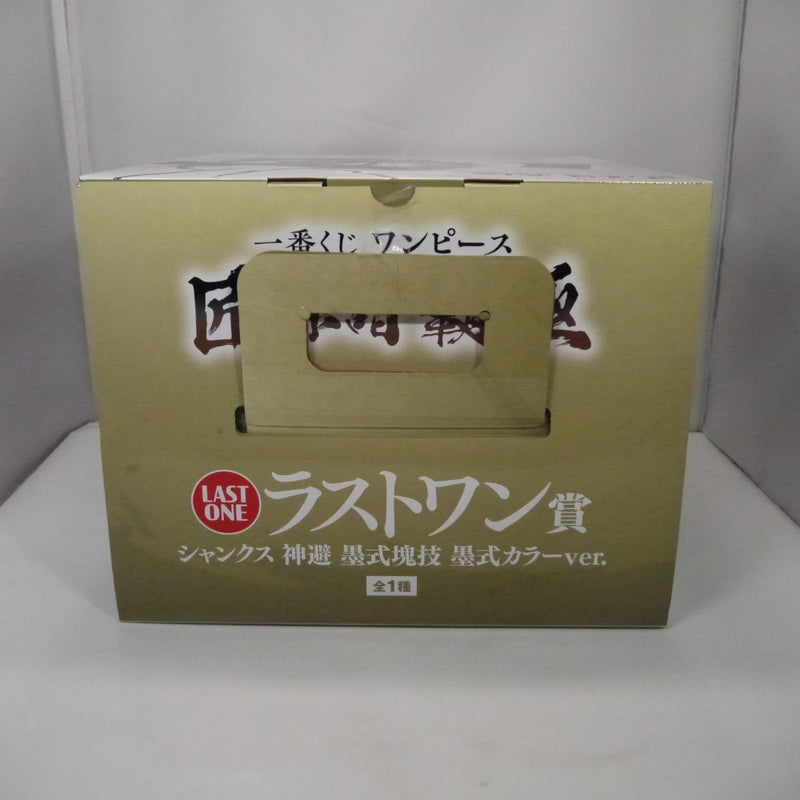 一番くじ ワンピース
匠
LAST
ONE
ラストワン賞
シャンクス 神避 墨式塊技 墨式カラーver.
全1種